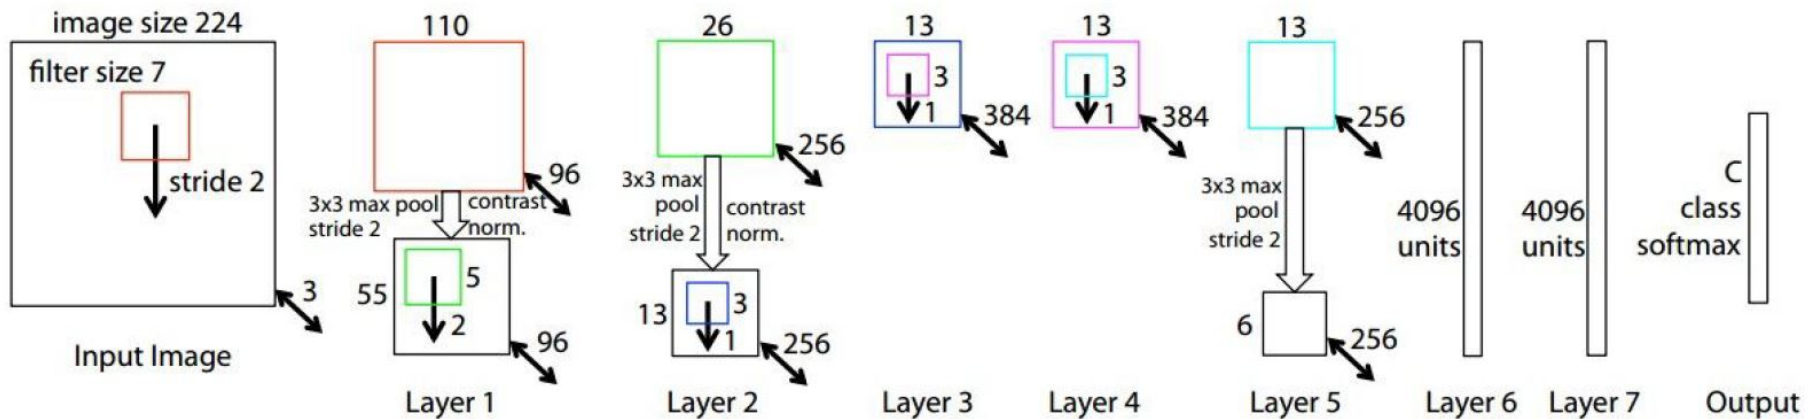 image size 224
filter size 7
stride 2
3
Input Image
110
96
3x3 max pool
stride 2
contrast
norm.
55
5
2
96
Layer 1
26
256
3x3 max
pool
stride 2
contrast
norm.
13
3
1
256
Layer 2
13
3
1
384
Layer 3
13
3
1
384
Layer 4
13
256
3x3 max
pool
stride 2
6
256
Layer 5
4096
units
Layer 6
4096
units
Layer 7
C
class
softmax
Output